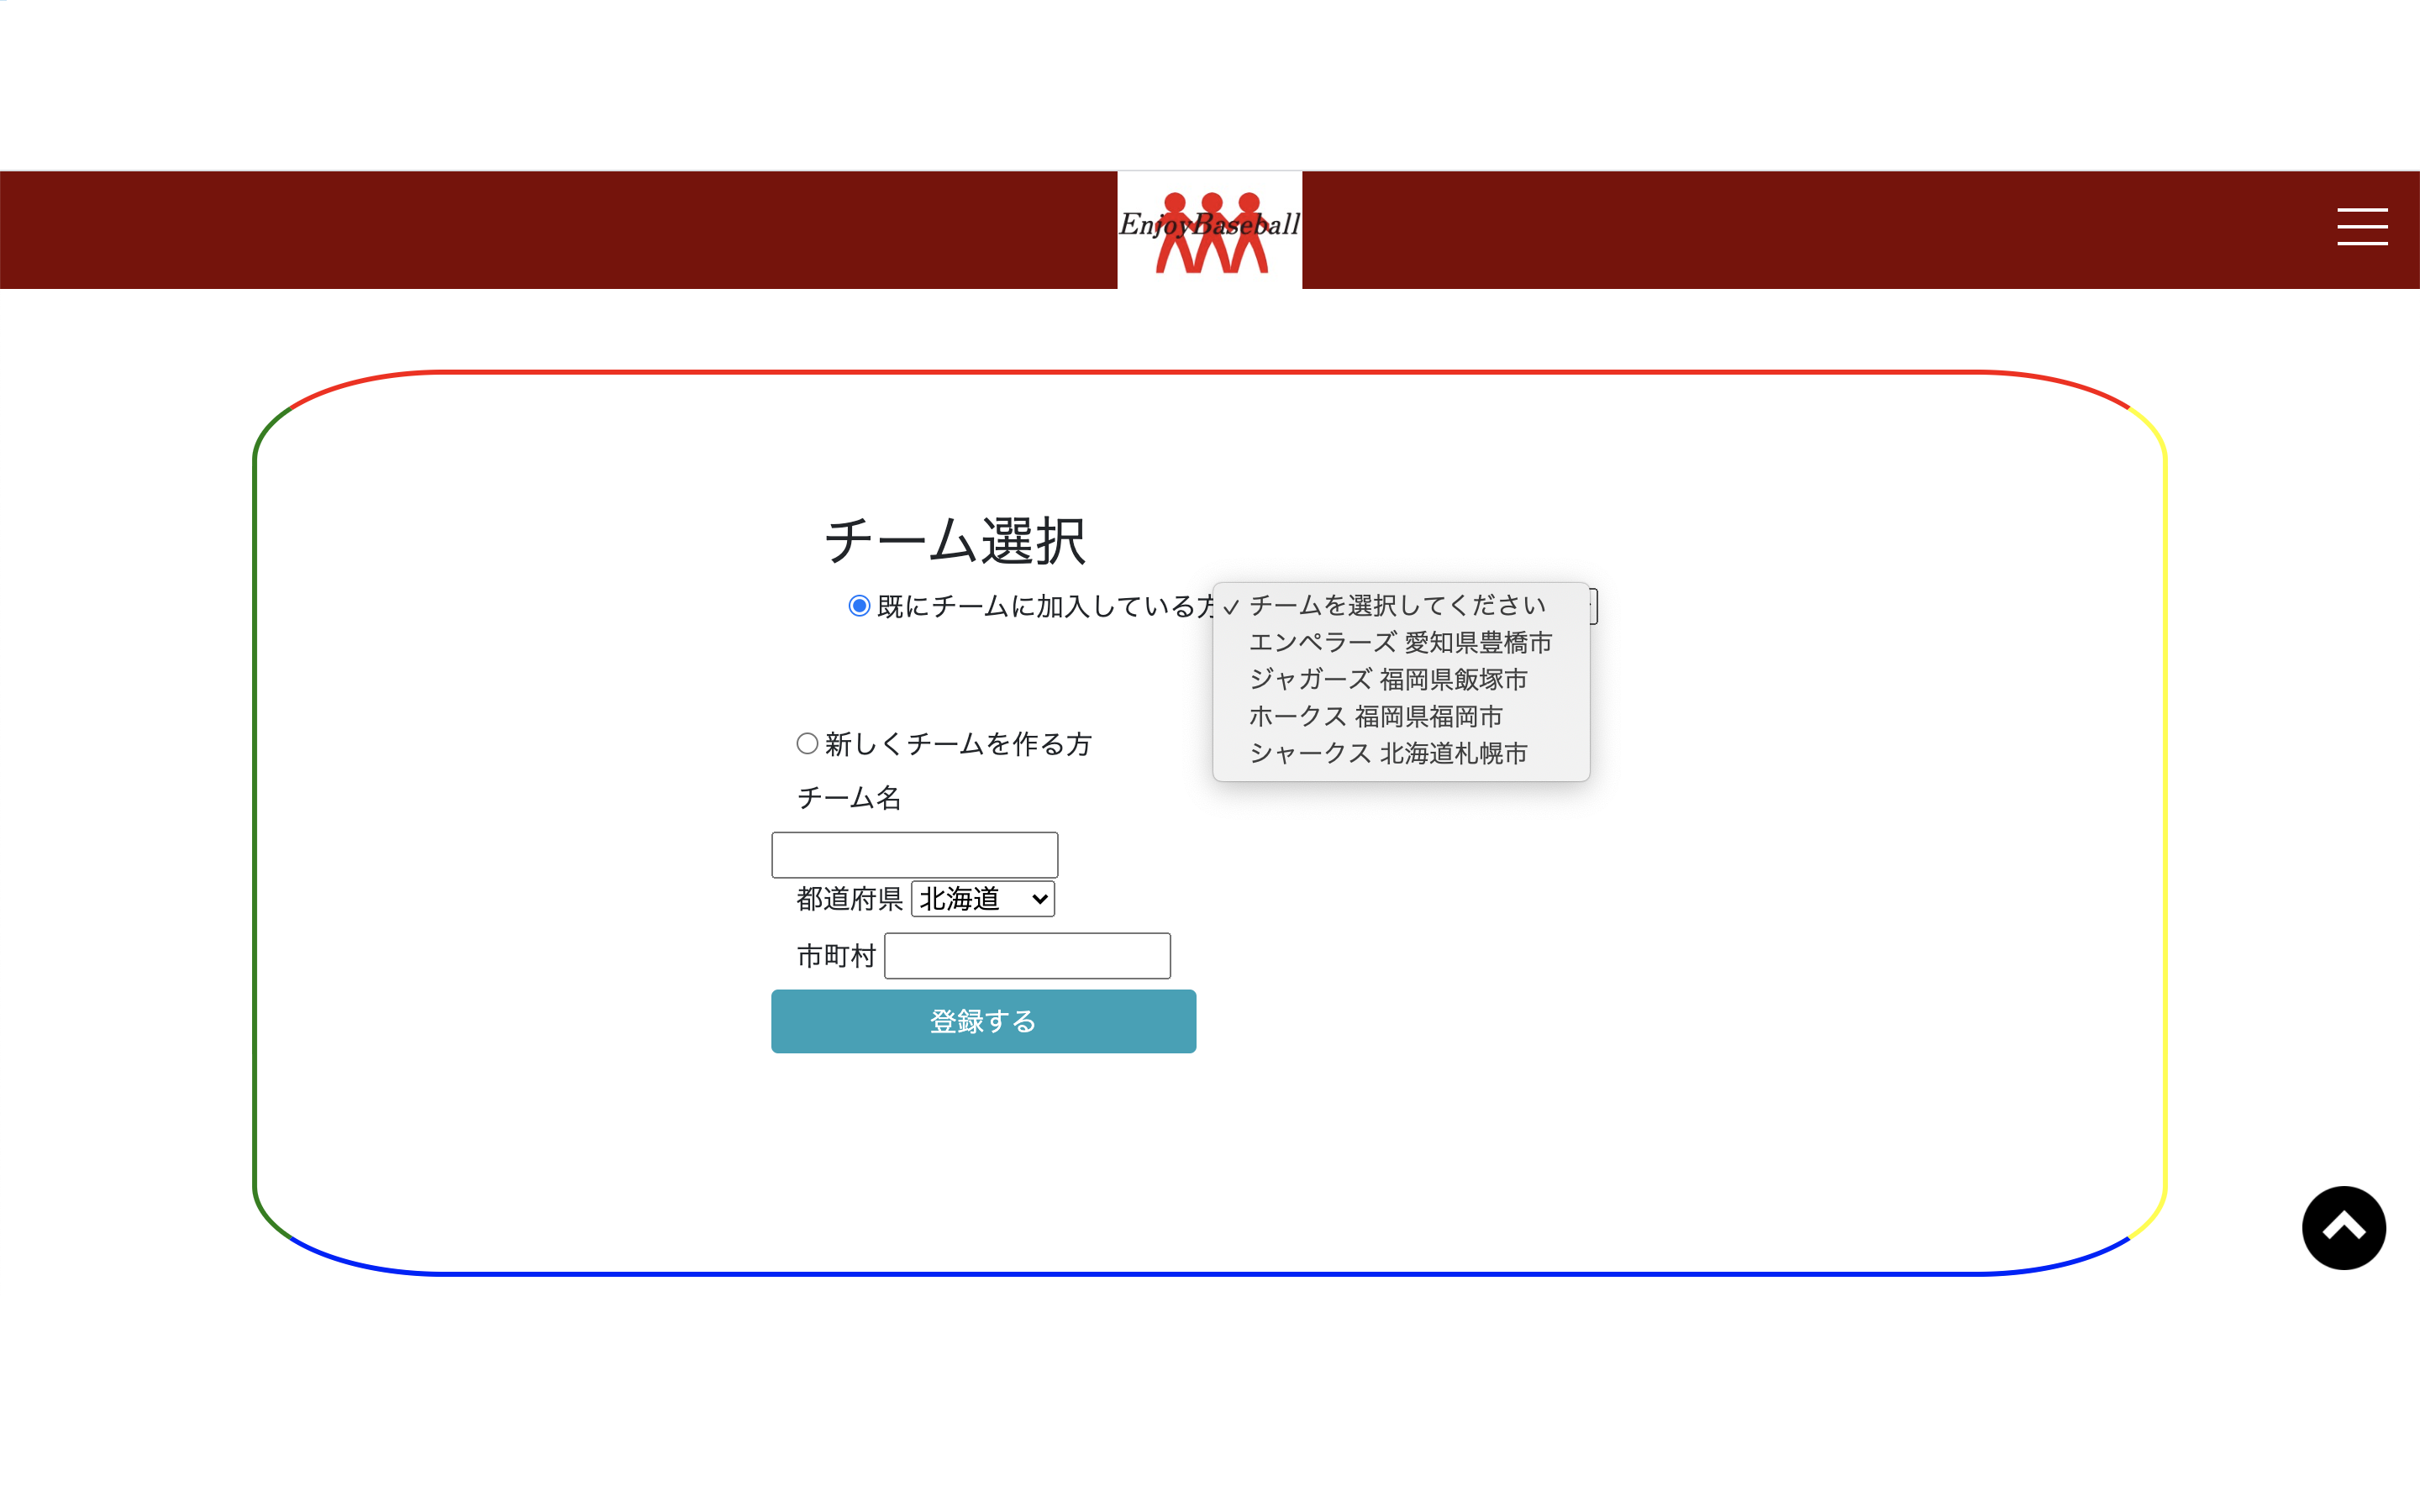 EnjoyBaseball
チーム選択
既にチームに加入している方
チームを選択してください
エンペラーズ 愛知県豊橋市
ジャガーズ 福岡県飯塚市
ホークス 福岡県福岡市
シャークス 北海道札幌市
新しくチームを作る方
チーム名
都道府県 北海道
市町村
登録する